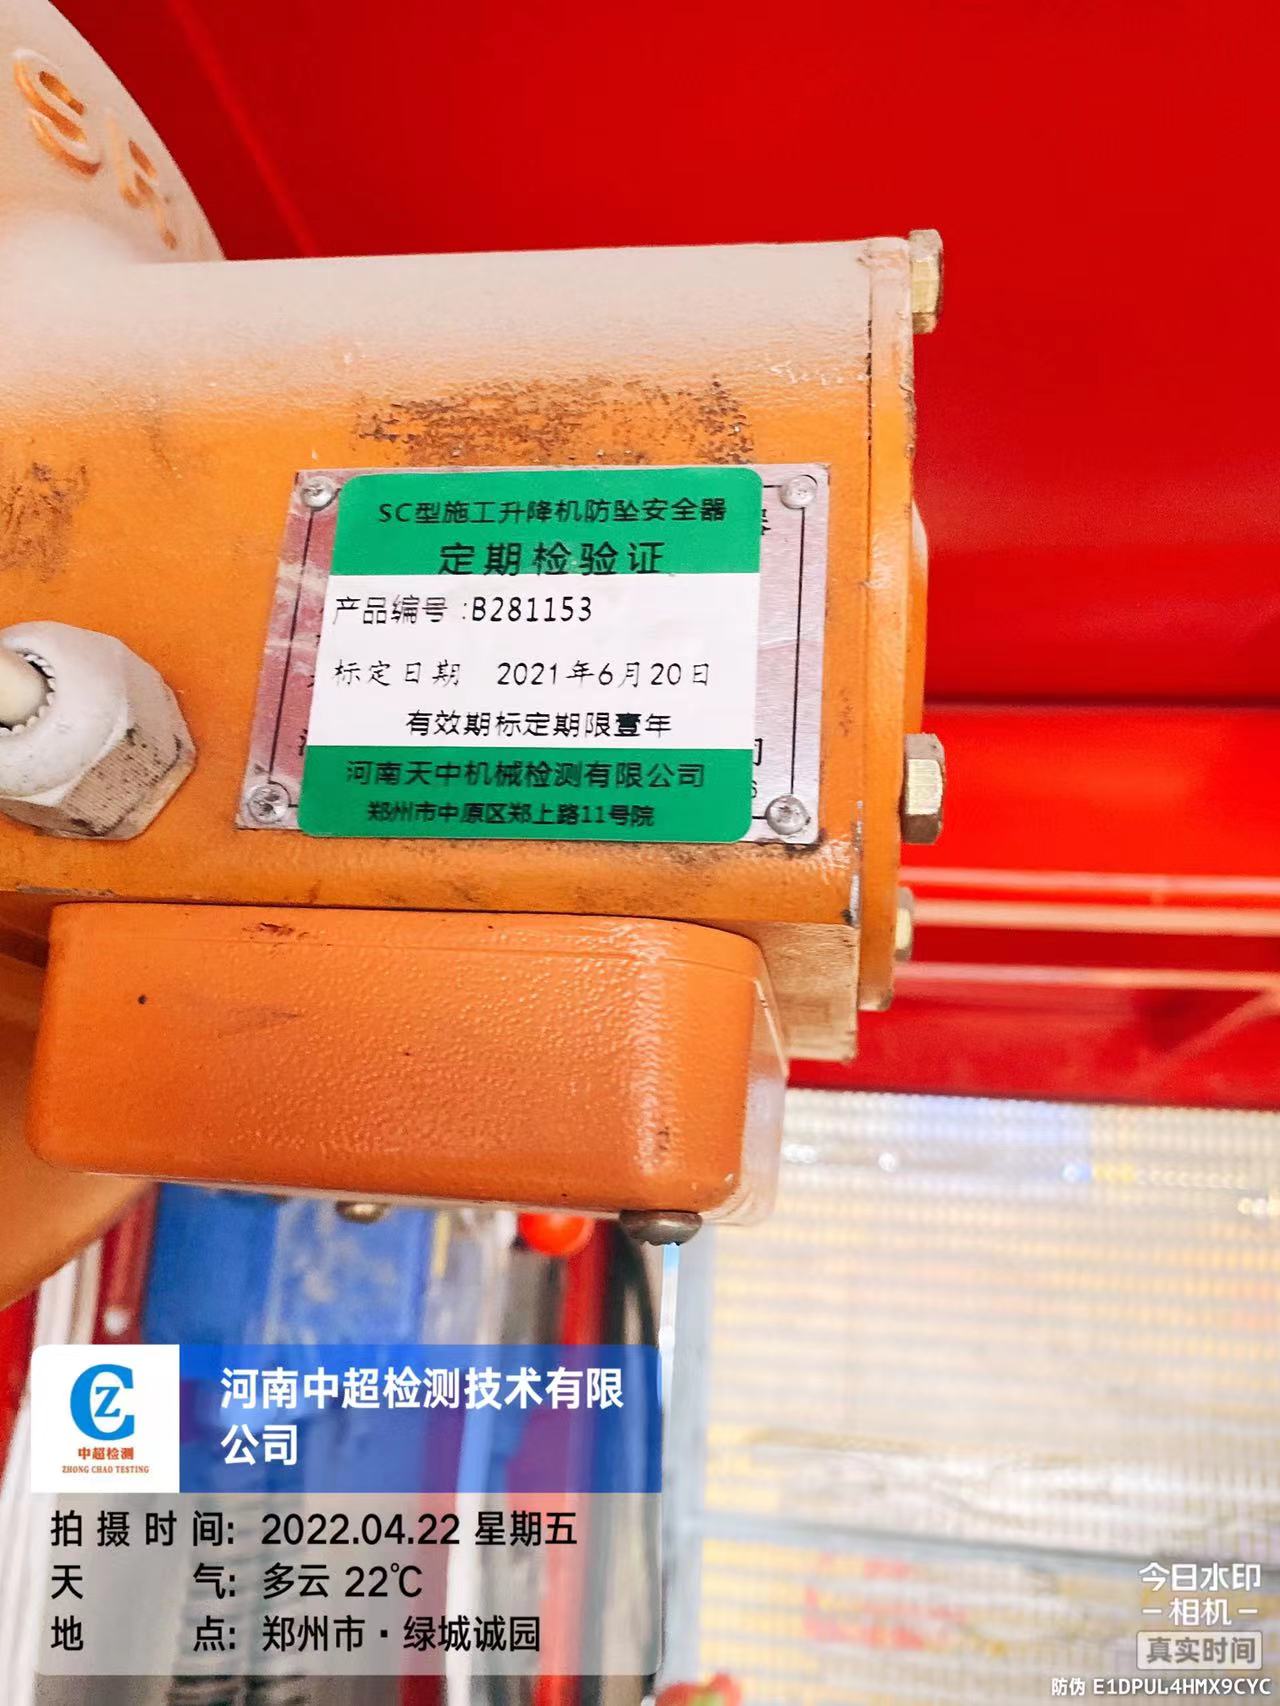 SC型施工升降机防坠安全器
定期检验证
产品编号:B281153
标定日期 2021年6月20日
有效期标定期限壹年
河南天中机械检测有限公司
郑州市中原区郑上路11号院
中超检测
ZHONG CHAO TESTING
河南中超检测技术有限
公司
拍摄时间: 2022.04.22 星期五
天气: 多云 22℃
地点: 郑州市·绿城诚园
今日水印
相机
真实时间
防伪 E1DPUL4HMX9CYC